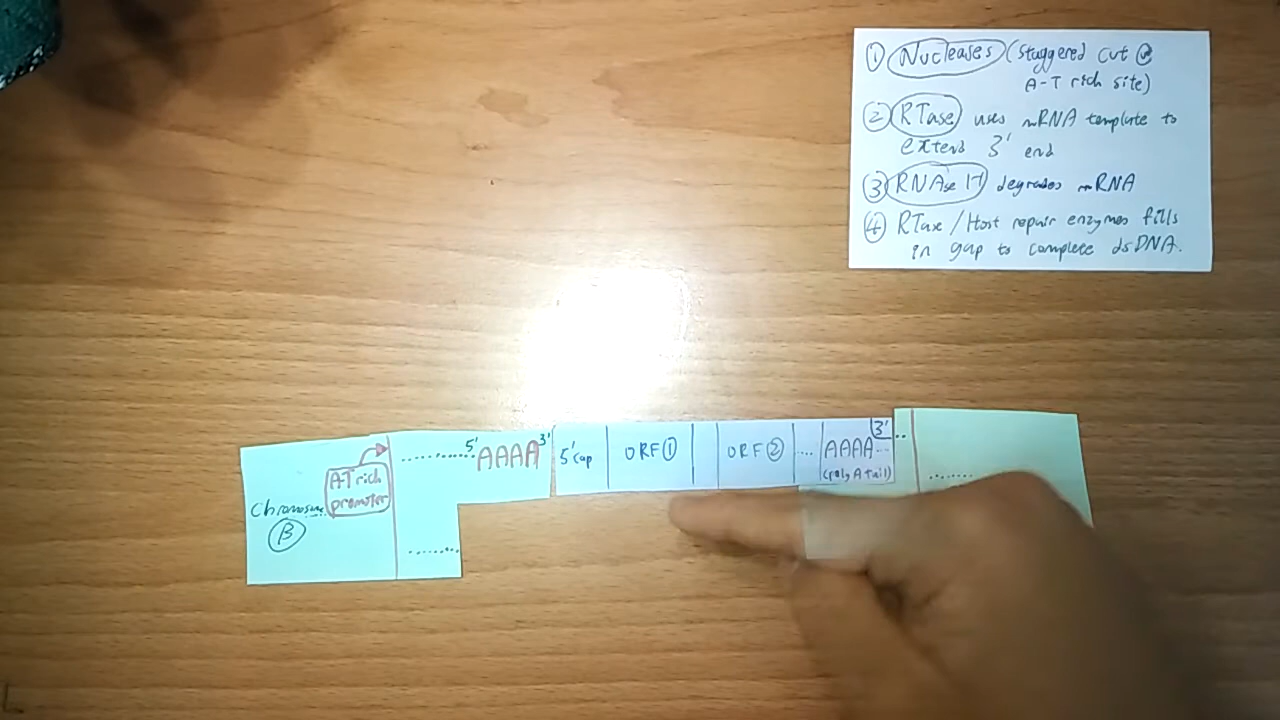 ① Nucleases (staggered cut @
A-T rich site)
② RTase uses mRNA template to
extend 3' end
③ RNAse H degrades mRNA
④ RTase / Host repair enzymes fills
in gap to complete dsDNA.
A-T rich
promoter
Chromosome
β
..........5' AAAA 3'
5' cap
ORF ①
ORF ②
....
AAAA...
3'
(poly A tail)
..
........
........